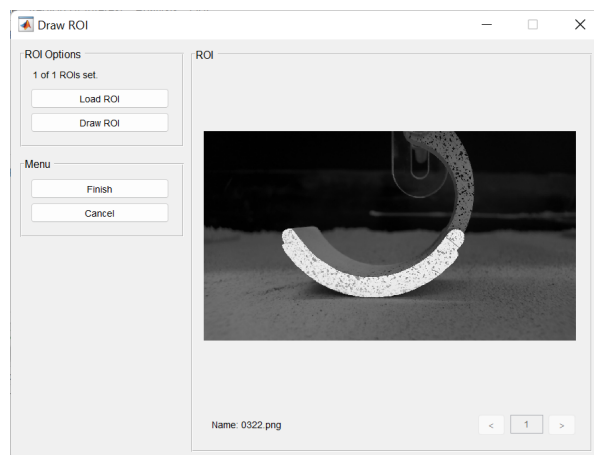 Draw ROI
ROI Options
1 of 1 ROIs set.
Load ROI
Draw ROI
Menu
Finish
Cancel
ROI
Name: 0322.png
< 1 >